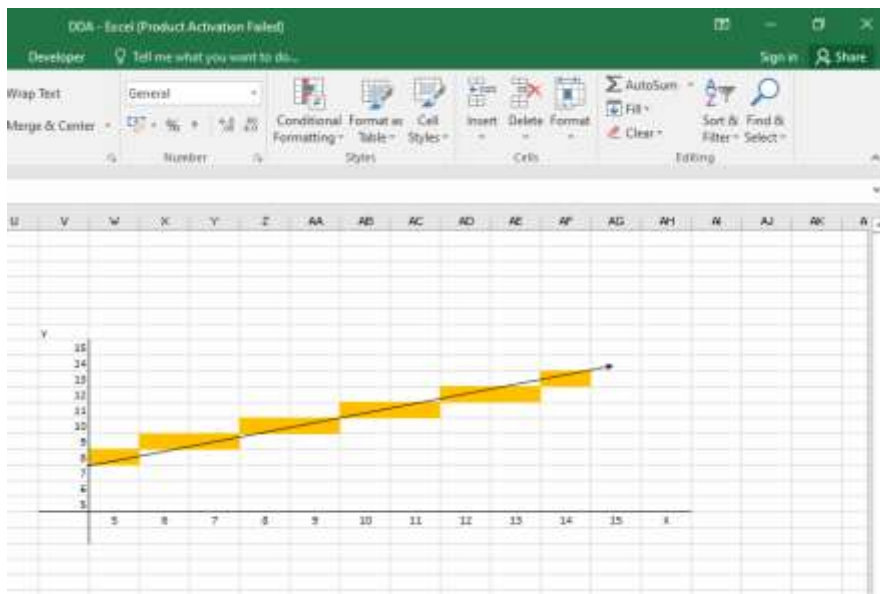 DDA - Excel (Product Activation Failed)
Developer Tell me what you want to do... Sign in Share
Wrap Text General AutoSum
Fill
Merge & Center % Conditional Format as Cell Insert Delete Format Clear Sort & Find &
Formatting Table Styles Filter Select
Number Styles Cells Editing
U V W X Y Z AA AB AC AD AE AF AG AH AI AJ AK A
Y
15
14
13
12
11
10
9
8
7
6
5
5 6 7 8 9 10 11 12 13 14 15 X